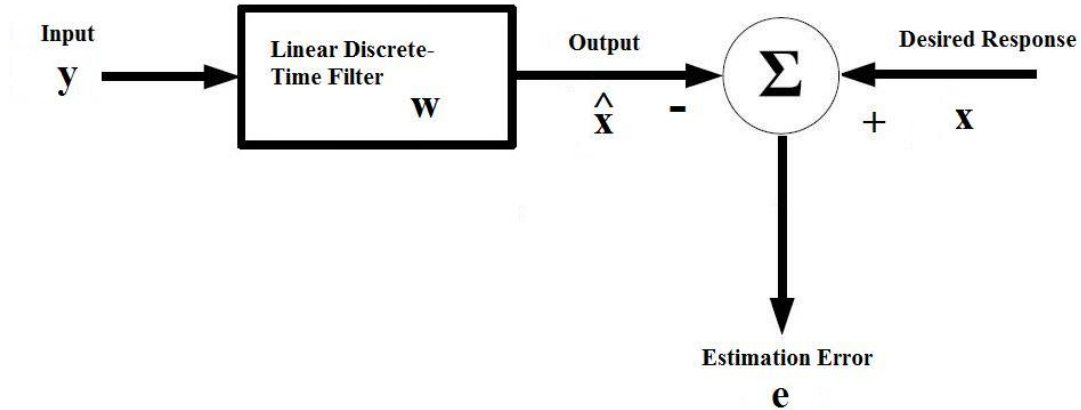 Input
y
Linear Discrete-
Time Filter
w
Output
x̂
-
Σ
Desired Response
+
x
Estimation Error
e